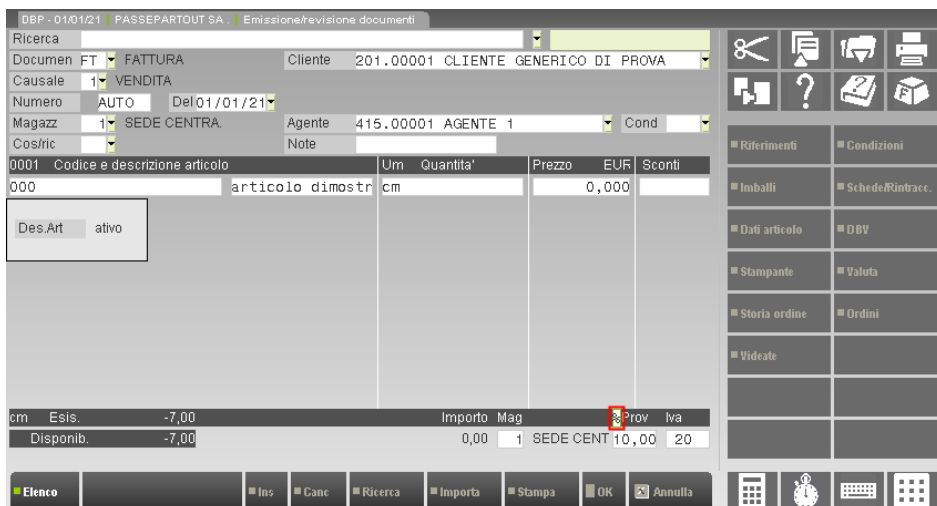 DBP - 01/01/21 PASSEPARTOUT SA . Emissione/revisione documenti
Ricerca
Documen FT FATTURA Cliente 201.00001 CLIENTE GENERICO DI PROVA
Causale 1 VENDITA
Numero AUTO Del 01/01/21
Magazz 1 SEDE CENTRA. Agente 415.00001 AGENTE 1 Cond
Cos/ric Note
0001 Codice e descrizione articolo Um Quantita' Prezzo EUR Sconti
000 articolo dimostr cm 0,000
Des.Art ativo
Riferimenti Condizioni
Imballi Schede/Rintracc.
Dati articolo DBV
Stampante Valuta
Storia ordine Ordini
Videate
cm Esis. -7,00 Importo Mag % Prov Iva
Disponib. -7,00 0,00 1 SEDE CENT 10,00 20
Elenco Ins Canc Ricerca Importa Stampa OK Annulla